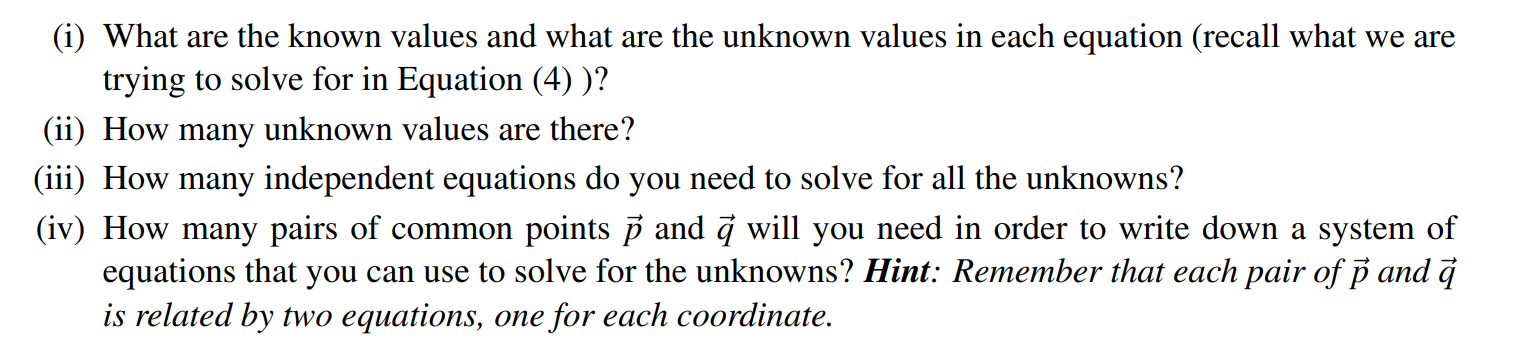 (i) What are the known values and what are the unknown values in each equation (recall what we are
trying to solve for in Equation (4) )?
(ii) How many unknown values are there?
(iii) How many independent equations do you need to solve for all the unknowns?
(iv) How many pairs of common points p⃗ and q⃗ will you need in order to write down a system of
equations that you can use to solve for the unknowns? Hint: Remember that each pair of p⃗ and q⃗
is related by two equations, one for each coordinate.